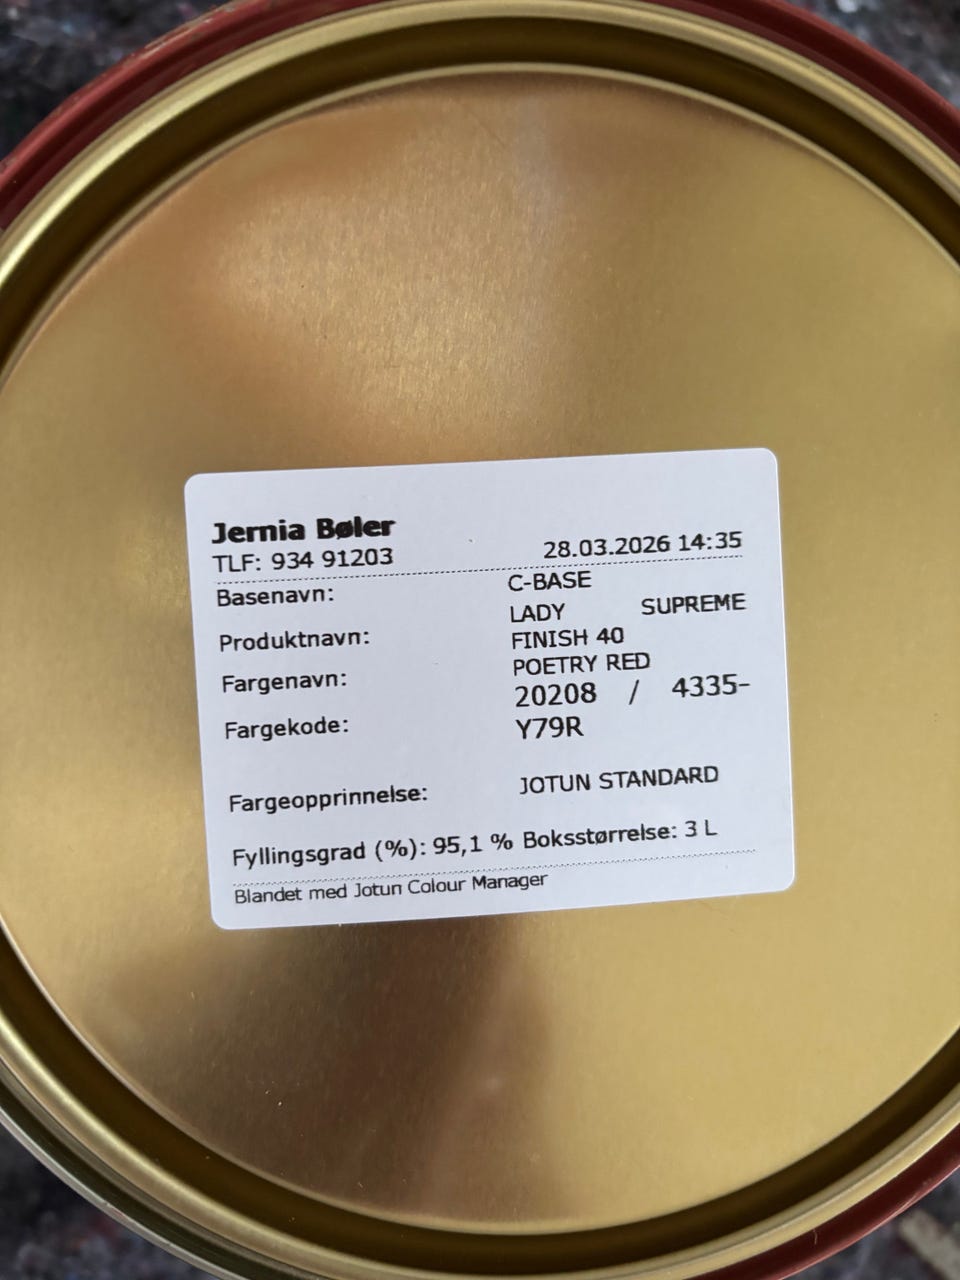 Jernia Bøler
TLF: 934 91203 28.03.2026 14:35
Basenavn: C-BASE
Produktnavn: LADY SUPREME
FINISH 40
Fargenavn: POETRY RED
Fargekode: 20208 / 4335-
Y79R
Fargeopprinnelse: JOTUN STANDARD
Fyllingsgrad (%): 95,1 % Boksstørrelse: 3 L
Blandet med Jotun Colour Manager